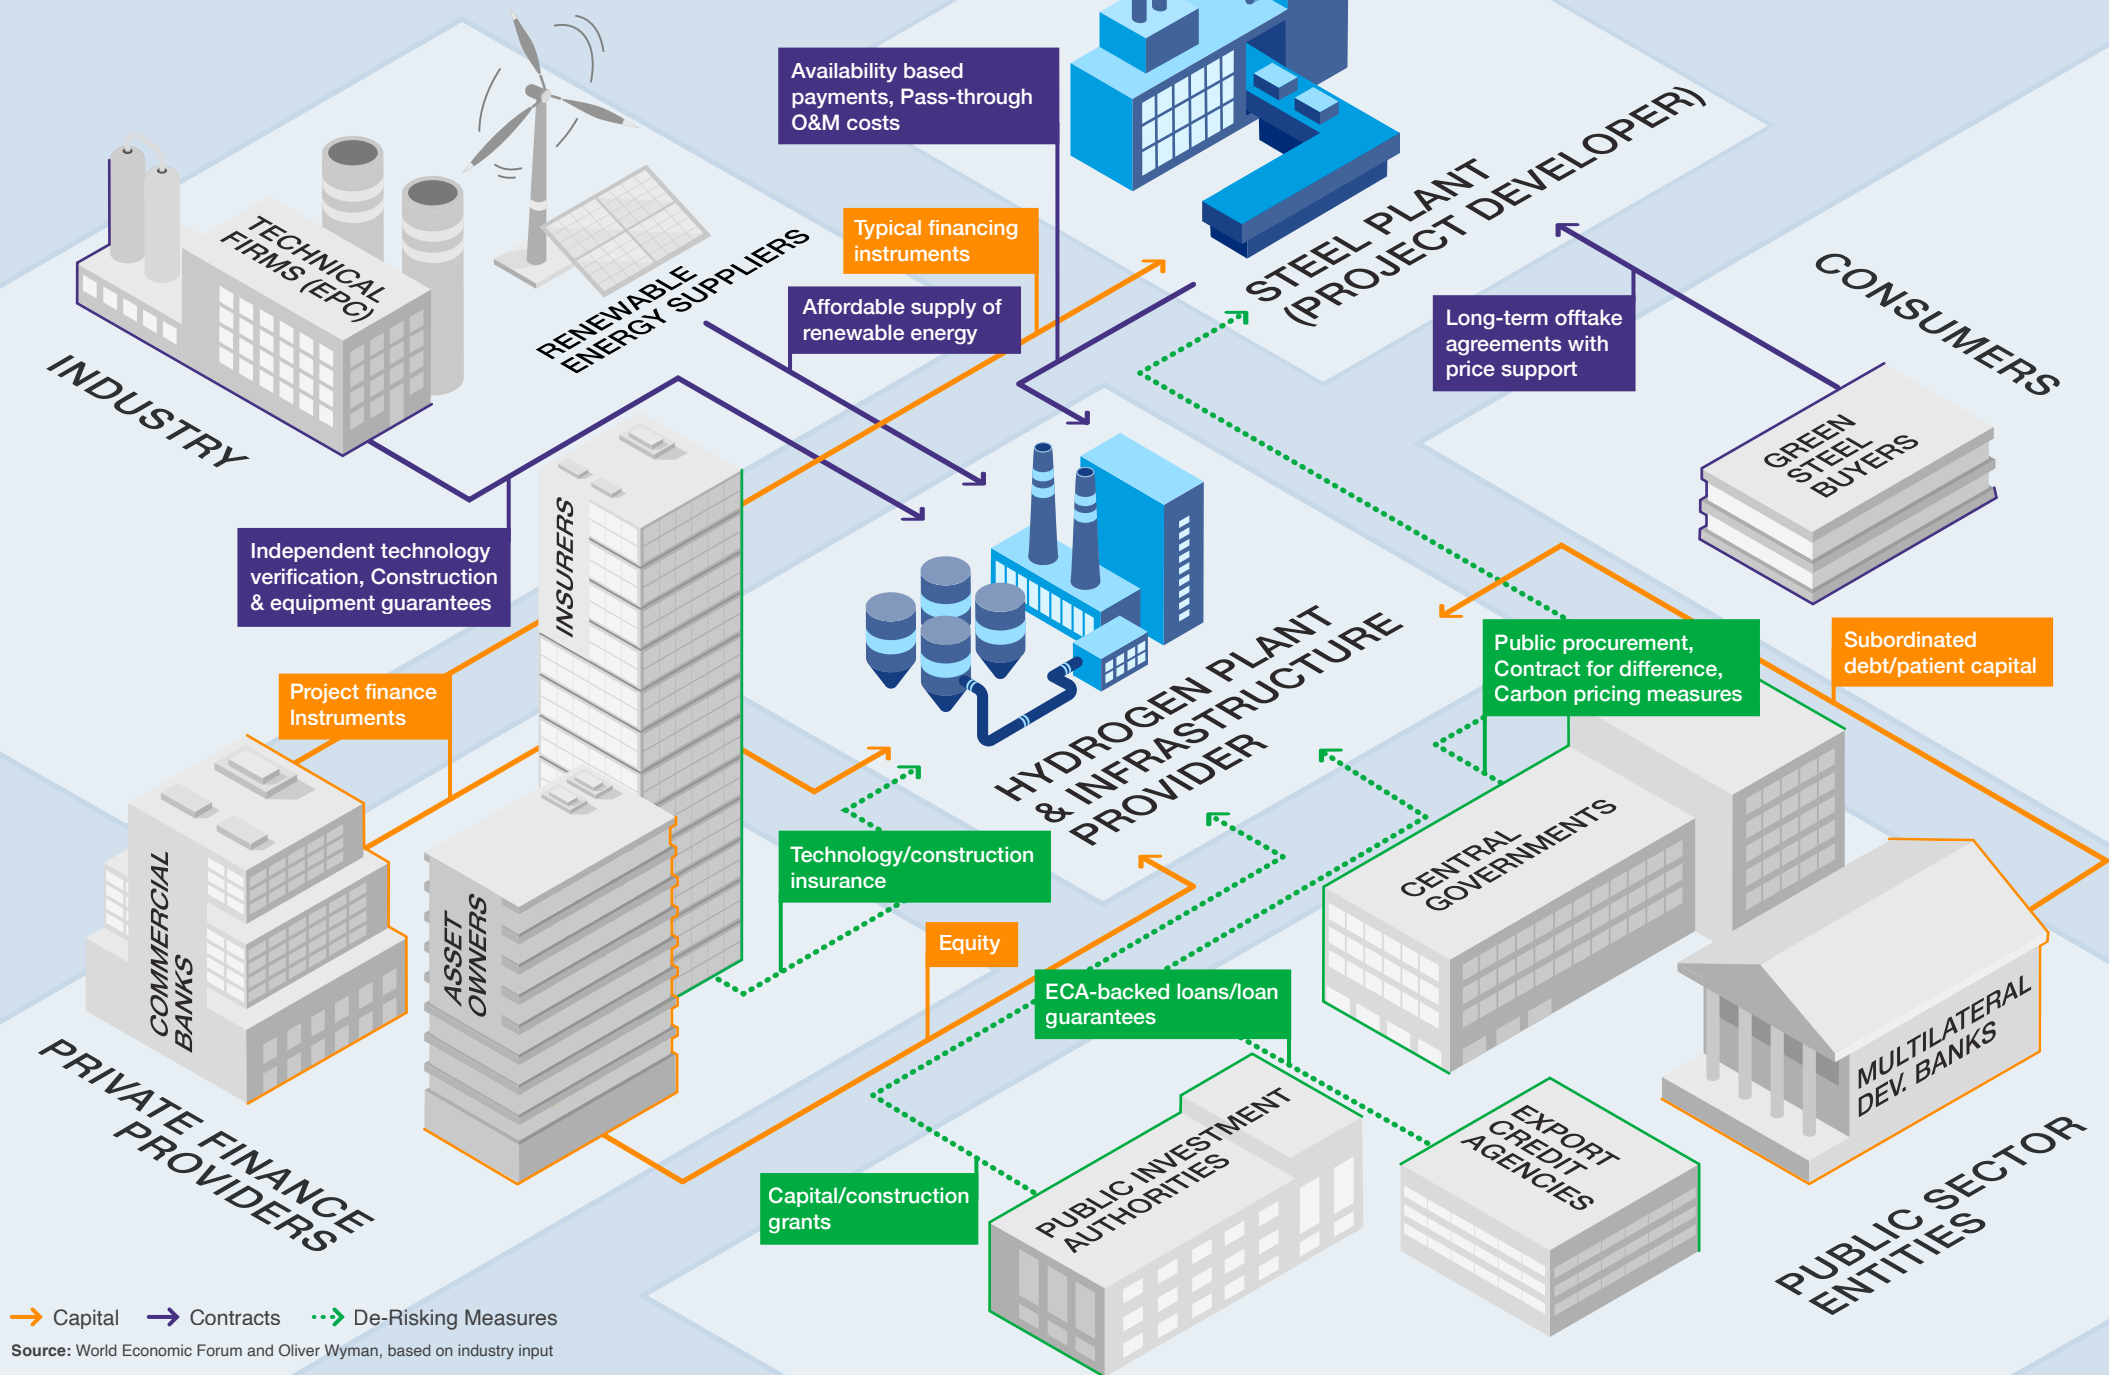 Availability based
payments, Pass-through
O&M costs
STEEL PLANT
(PROJECT DEVELOPER)
TECHNICAL
FIRMS (EPC)
RENEWABLE
ENERGY SUPPLIERS
Typical financing
instruments
Affordable supply of
renewable energy
Long-term offtake
agreements with
price support
CONSUMERS
INDUSTRY
GREEN
STEEL
BUYERS
Independent technology
verification, Construction
& equipment guarantees
INSURERS
Project finance
Instruments
HYDROGEN PLANT
& INFRASTRUCTURE
PROVIDER
Public procurement,
Contract for difference,
Carbon pricing measures
Subordinated
debt/patient capital
Technology/construction
insurance
COMMERCIAL
BANKS
ASSET
OWNERS
Equity
CENTRAL
GOVERNMENTS
ECA-backed loans/loan
guarantees
MULTILATERAL
DEV. BANKS
PRIVATE FINANCE
PROVIDERS
Capital/construction
grants
PUBLIC INVESTMENT
AUTHORITIES
EXPORT
CREDIT
AGENCIES
PUBLIC SECTOR
ENTITIES
Capital Contracts De-Risking Measures
Source: World Economic Forum and Oliver Wyman, based on industry input